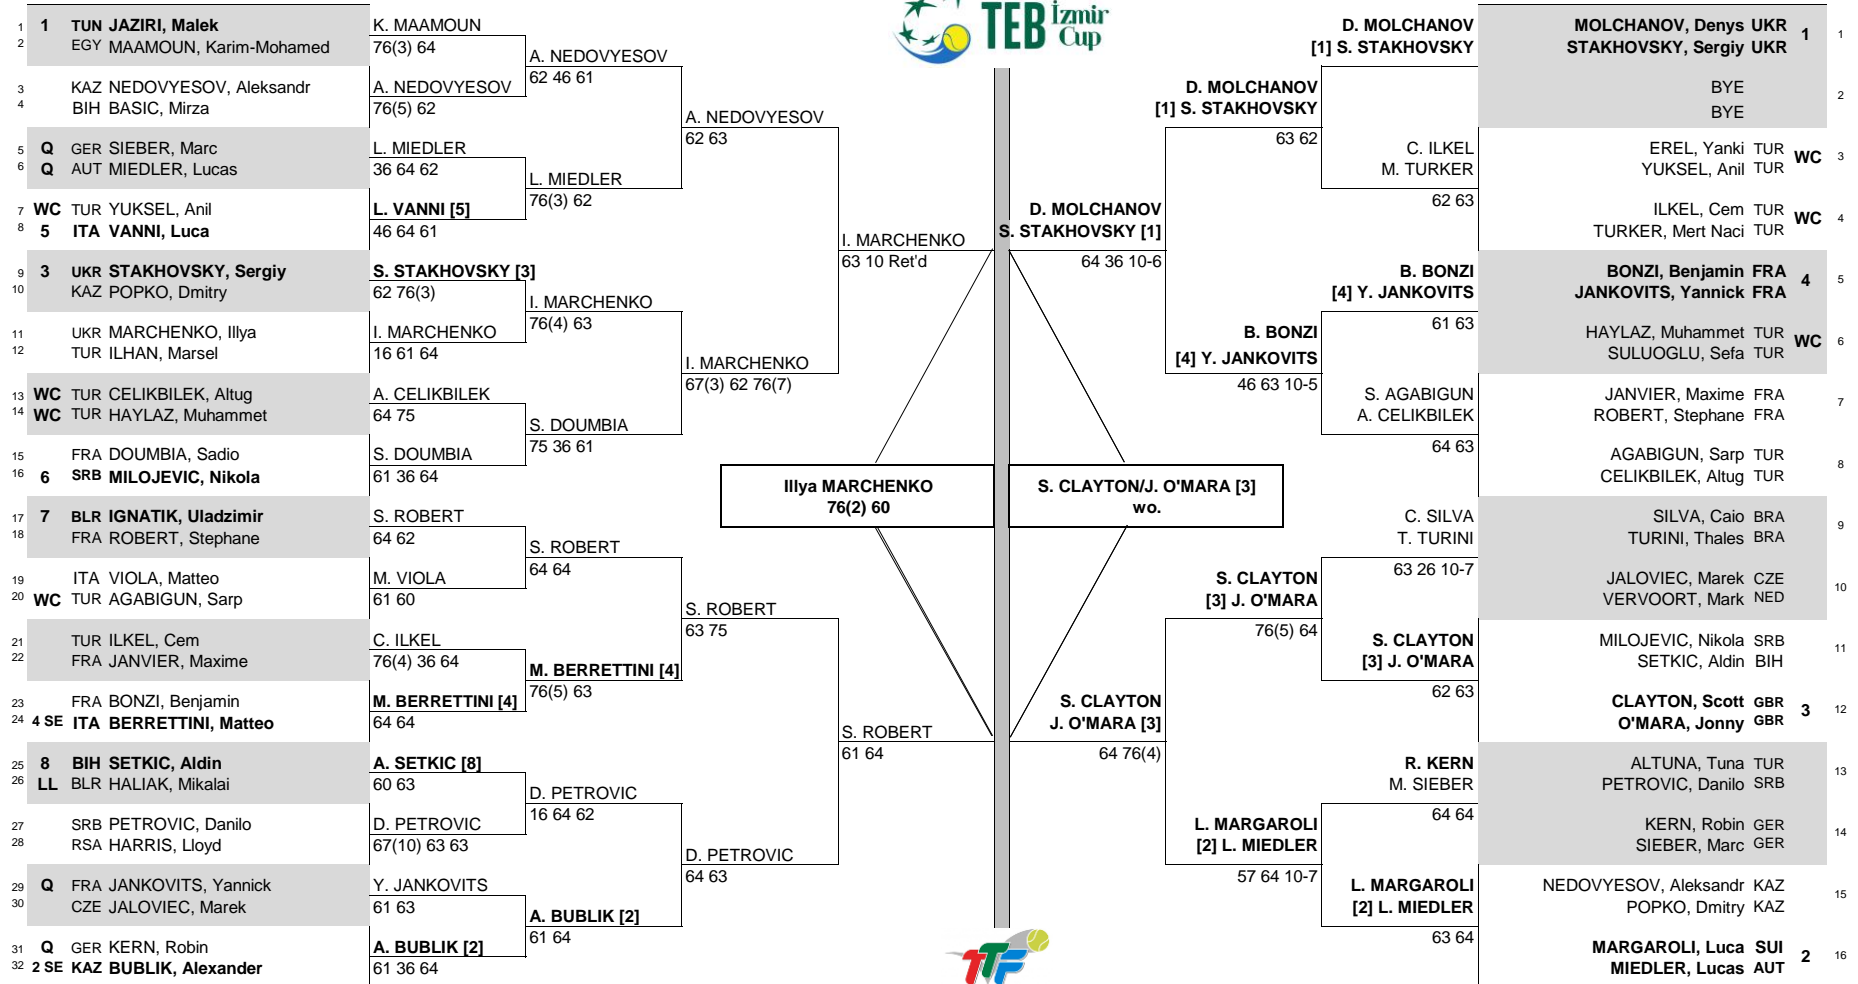 TEB İzmir
Cup
1 1 TUN JAZIRI, Malek
2 EGY MAAMOUN, Karim-Mohamed
3 KAZ NEDOVYESOV, Aleksandr
4 BIH BASIC, Mirza
5 Q GER SIEBER, Marc
6 Q AUT MIEDLER, Lucas
7 WC TUR YUKSEL, Anil
8 5 ITA VANNI, Luca
9 3 UKR STAKHOVSKY, Sergiy
10 KAZ POPKO, Dmitry
11 UKR MARCHENKO, Illya
12 TUR ILHAN, Marsel
13 WC TUR CELIKBILEK, Altug
14 WC TUR HAYLAZ, Muhammet
15 FRA DOUMBIA, Sadio
16 6 SRB MILOJEVIC, Nikola
17 7 BLR IGNATIK, Uladzimir
18 FRA ROBERT, Stephane
19 ITA VIOLA, Matteo
20 WC TUR AGABIGUN, Sarp
21 TUR ILKEL, Cem
22 FRA JANVIER, Maxime
23 FRA BONZI, Benjamin
24 4 SE ITA BERRETTINI, Matteo
25 8 BIH SETKIC, Aldin
26 LL BLR HALIAK, Mikalai
27 SRB PETROVIC, Danilo
28 RSA HARRIS, Lloyd
29 Q FRA JANKOVITS, Yannick
30 CZE JALOVIEC, Marek
31 Q GER KERN, Robin
32 2 SE KAZ BUBLIK, Alexander
K. MAAMOUN
76(3) 64
A. NEDOVYESOV
76(5) 62
L. MIEDLER
36 64 62
L. VANNI [5]
46 64 61
S. STAKHOVSKY [3]
62 76(3)
I. MARCHENKO
16 61 64
A. CELIKBILEK
64 75
S. DOUMBIA
61 36 64
S. ROBERT
64 62
M. VIOLA
61 60
C. ILKEL
76(4) 36 64
M. BERRETTINI [4]
64 64
A. SETKIC [8]
60 63
D. PETROVIC
67(10) 63 63
Y. JANKOVITS
61 63
A. BUBLIK [2]
61 36 64
A. NEDOVYESOV
62 46 61
L. MIEDLER
76(3) 62
I. MARCHENKO
76(4) 63
S. DOUMBIA
75 36 61
S. ROBERT
64 64
M. BERRETTINI [4]
76(5) 63
D. PETROVIC
16 64 62
A. BUBLIK [2]
61 64
A. NEDOVYESOV
62 63
I. MARCHENKO
67(3) 62 76(7)
S. ROBERT
63 75
D. PETROVIC
64 63
I. MARCHENKO
63 10 Ret'd
S. ROBERT
61 64
Illya MARCHENKO
76(2) 60
S. CLAYTON/J. O'MARA [3]
wo.
D. MOLCHANOV
S. STAKHOVSKY [1]
64 36 10-6
S. CLAYTON
J. O'MARA [3]
64 76(4)
D. MOLCHANOV
[1] S. STAKHOVSKY
63 62
B. BONZI
[4] Y. JANKOVITS
46 63 10-5
S. CLAYTON
[3] J. O'MARA
76(5) 64
L. MARGAROLI
[2] L. MIEDLER
57 64 10-7
D. MOLCHANOV
[1] S. STAKHOVSKY
C. ILKEL
M. TURKER
62 63
B. BONZI
[4] Y. JANKOVITS
61 63
S. AGABIGUN
A. CELIKBILEK
64 63
C. SILVA
T. TURINI
63 26 10-7
S. CLAYTON
[3] J. O'MARA
62 63
R. KERN
M. SIEBER
64 64
L. MARGAROLI
[2] L. MIEDLER
63 64
MOLCHANOV, Denys UKR 1 1
STAKHOVSKY, Sergiy UKR
BYE 2
BYE
EREL, Yanki TUR WC 3
YUKSEL, Anil TUR
ILKEL, Cem TUR WC 4
TURKER, Mert Naci TUR
BONZI, Benjamin FRA 4 5
JANKOVITS, Yannick FRA
HAYLAZ, Muhammet TUR WC 6
SULUOGLU, Sefa TUR
JANVIER, Maxime FRA 7
ROBERT, Stephane FRA
AGABIGUN, Sarp TUR 8
CELIKBILEK, Altug TUR
SILVA, Caio BRA 9
TURINI, Thales BRA
JALOVIEC, Marek CZE 10
VERVOORT, Mark NED
MILOJEVIC, Nikola SRB 11
SETKIC, Aldin BIH
CLAYTON, Scott GBR 3 12
O'MARA, Jonny GBR
ALTUNA, Tuna TUR 13
PETROVIC, Danilo SRB
KERN, Robin GER 14
SIEBER, Marc GER
NEDOVYESOV, Aleksandr KAZ 15
POPKO, Dmitry KAZ
MARGAROLI, Luca SUI 2 16
MIEDLER, Lucas AUT
TTF